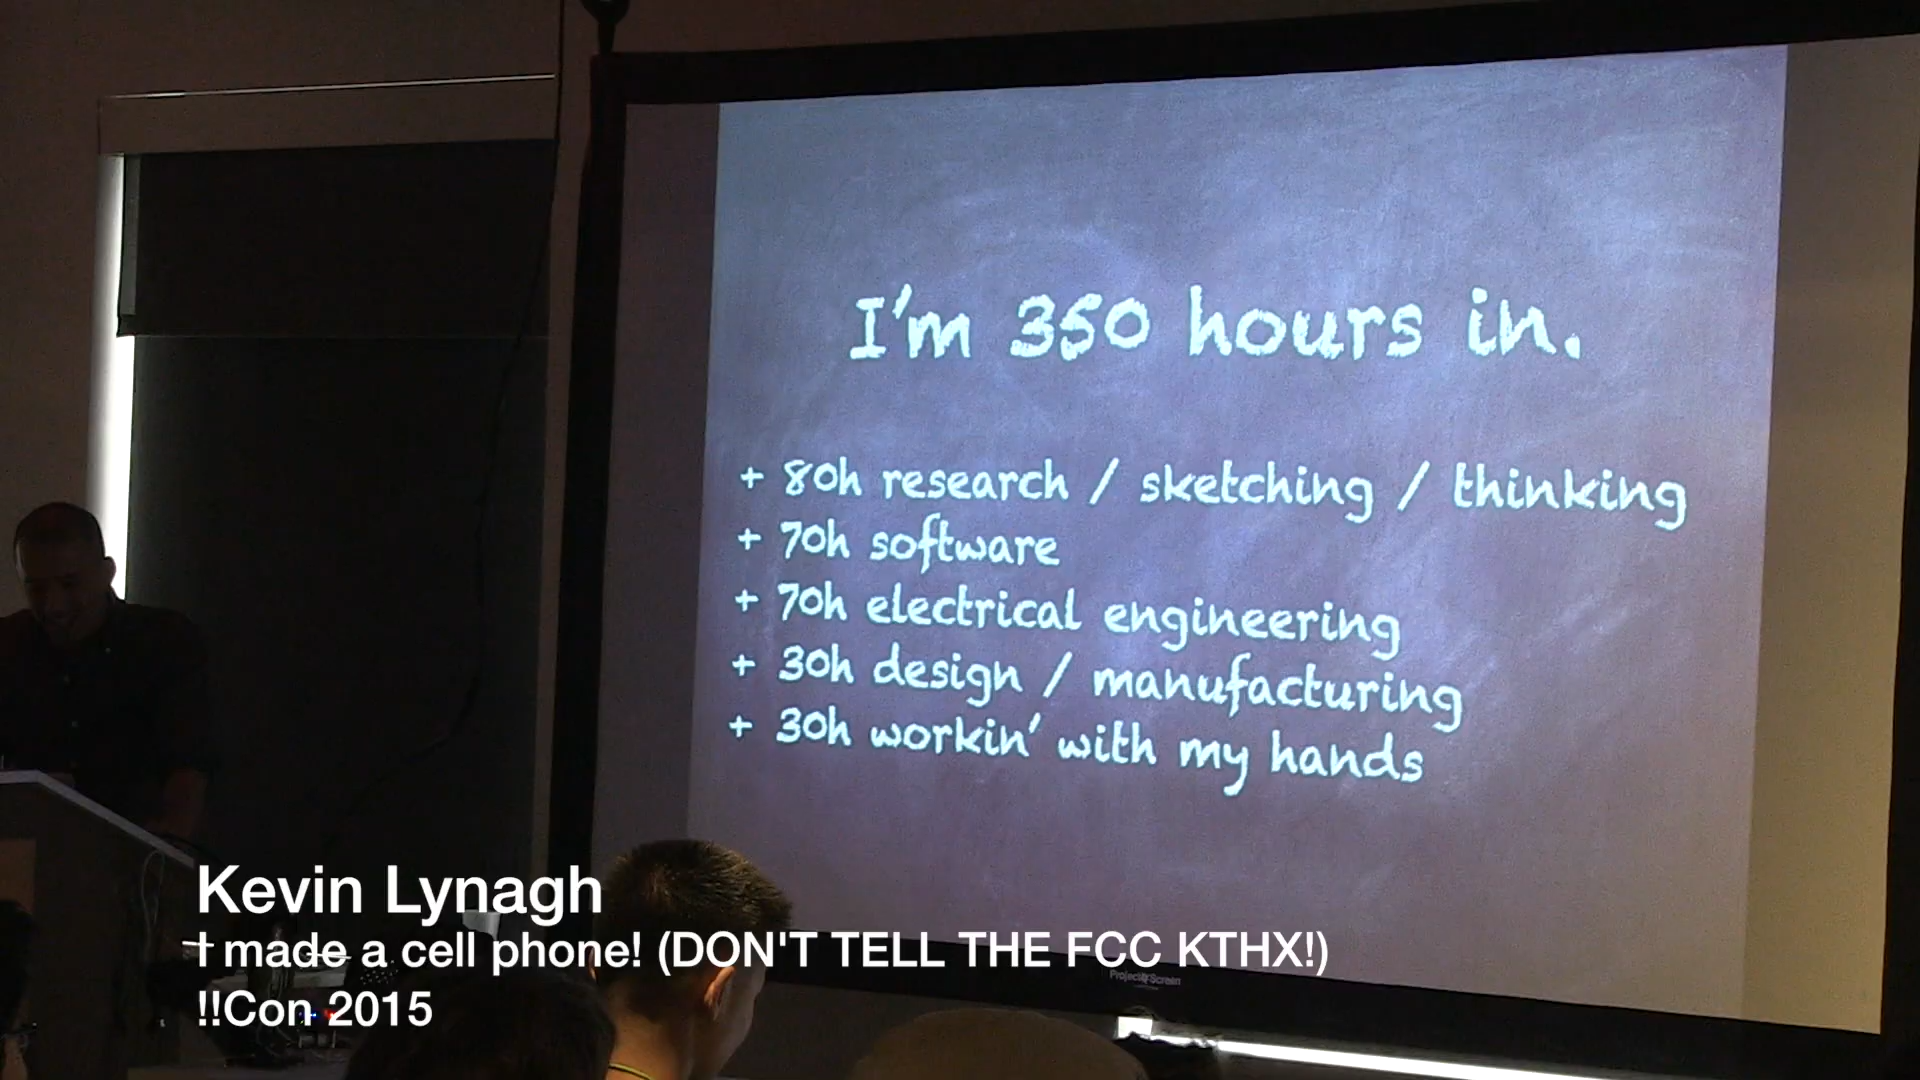 I'm 350 hours in.
+ 80h research / sketching / thinking
+ 70h software
+ 70h electrical engineering
+ 30h design / manufacturing
+ 30h workin' with my hands
Kevin Lynagh
I made a cell phone! (DON'T TELL THE FCC KTHX!)
!!Con 2015